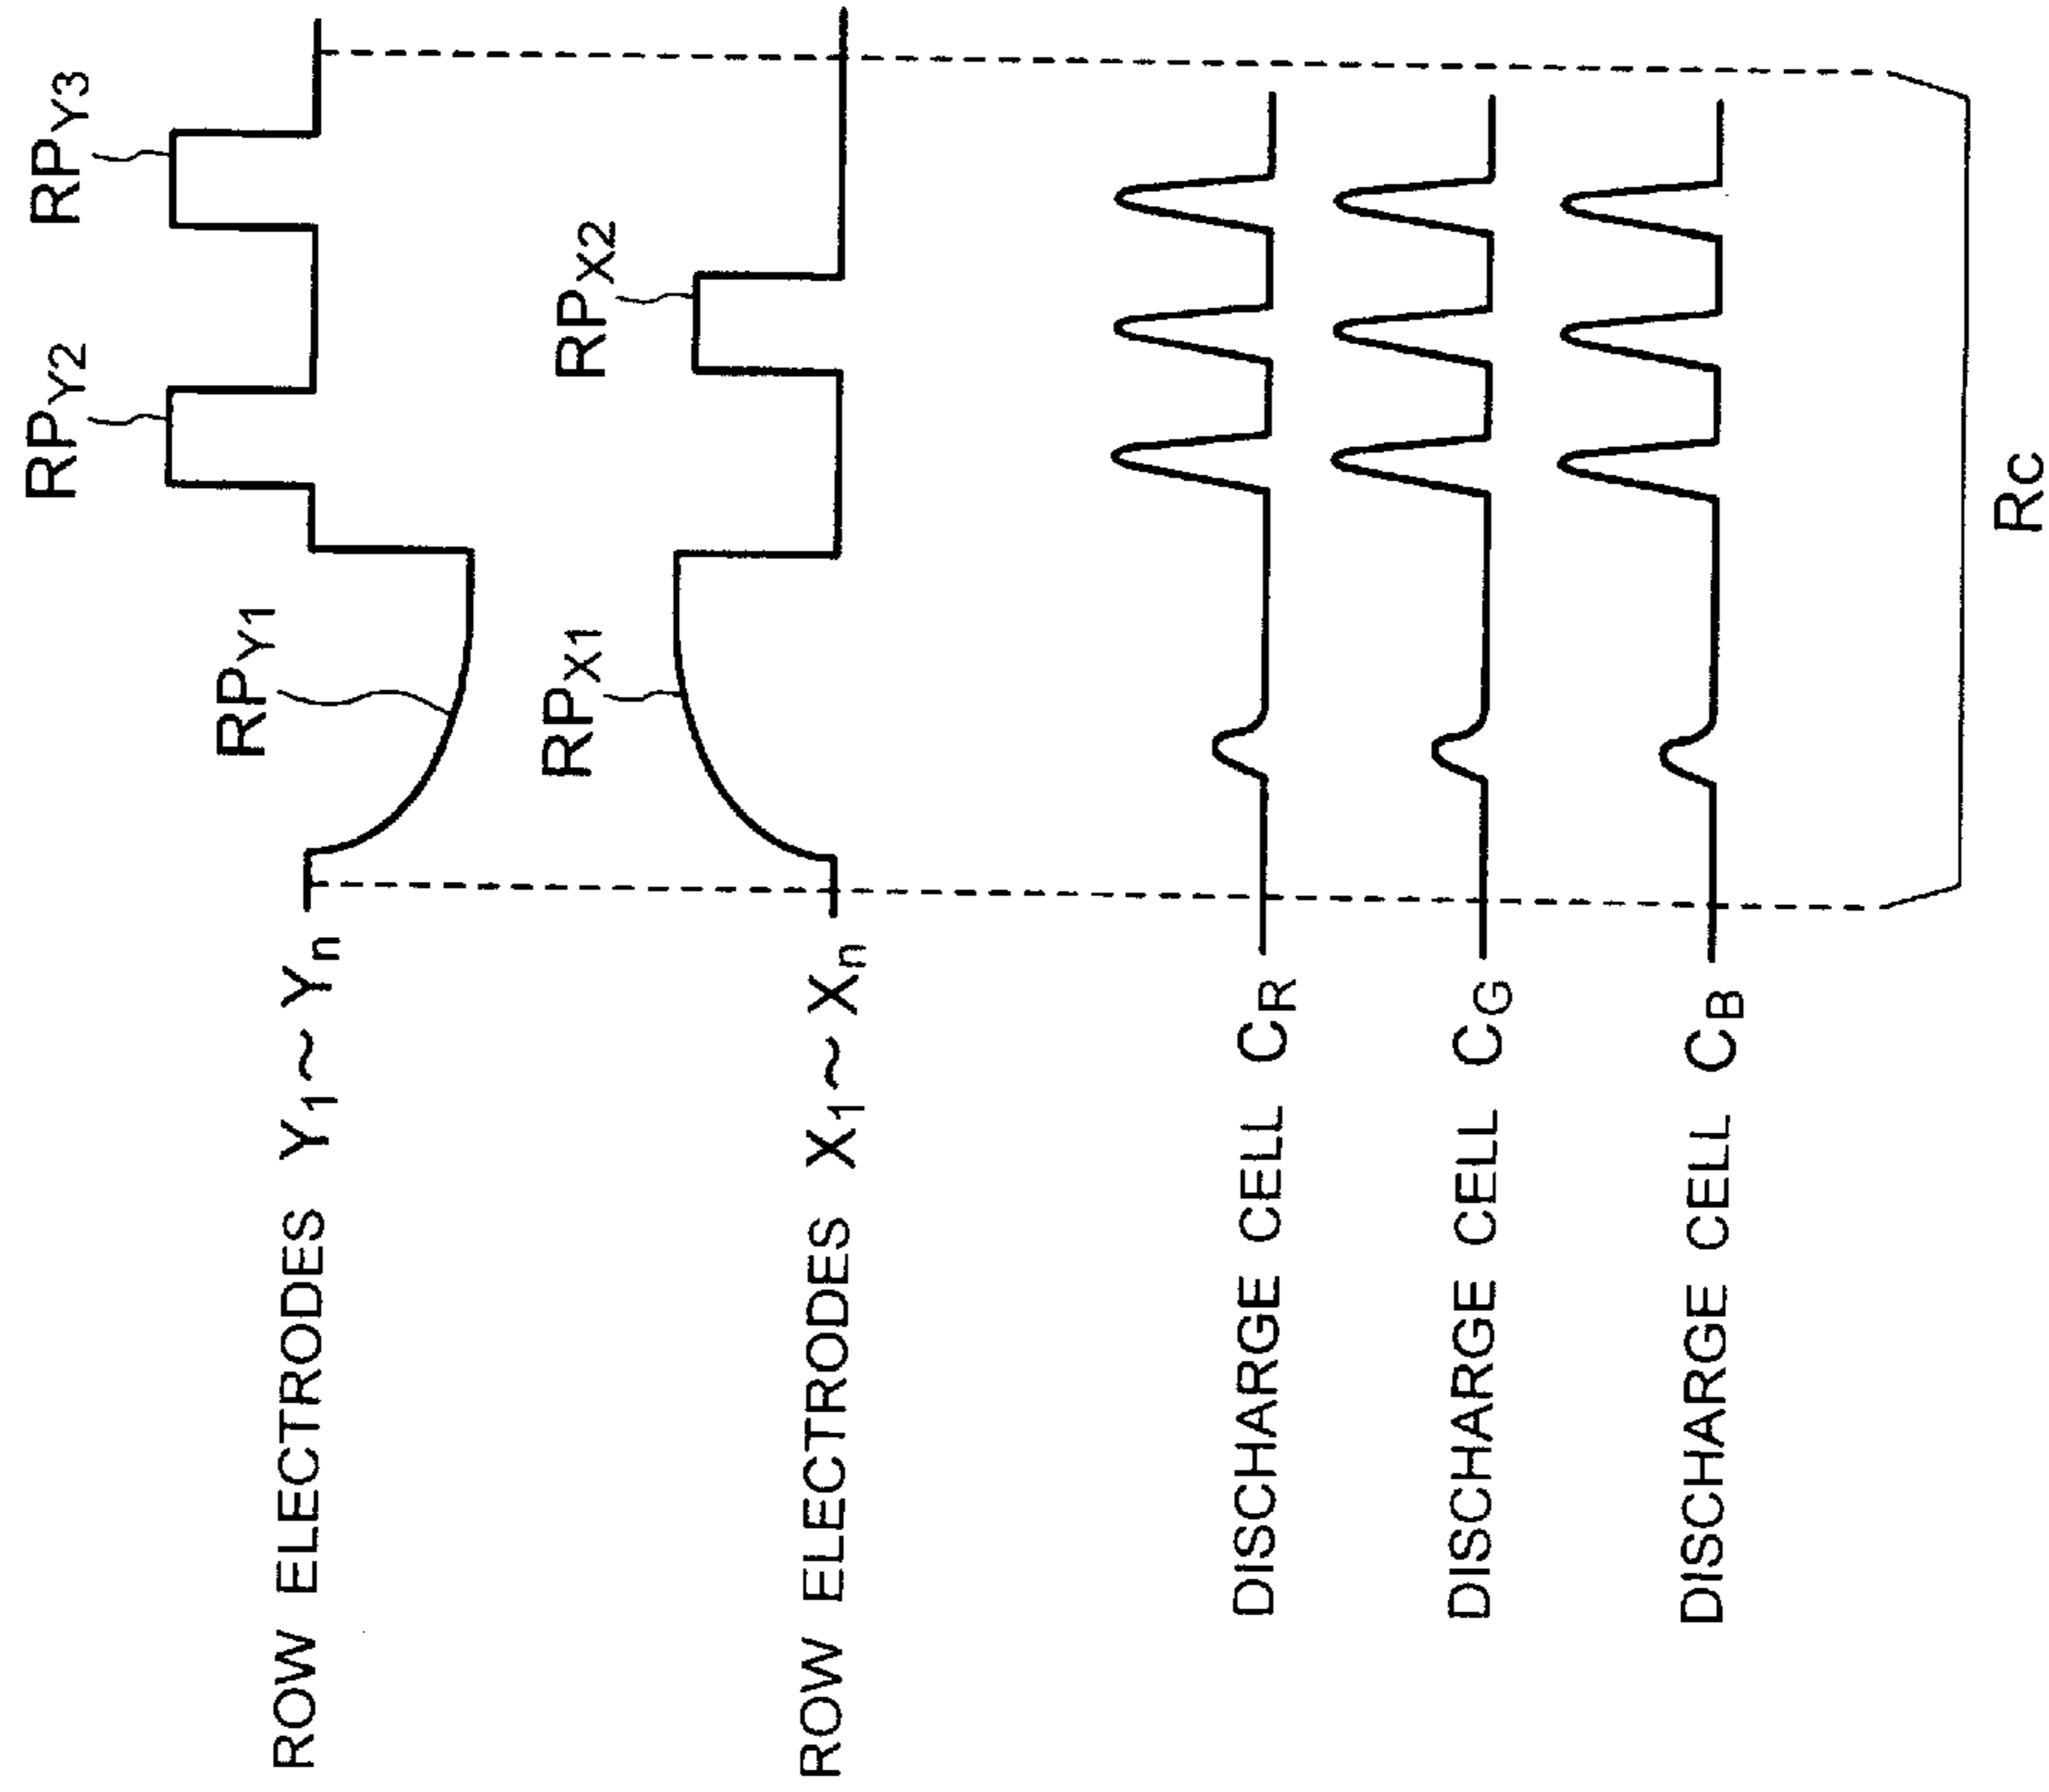 RPY2
RPY3
RPY1
ROW ELECTRODES Y1~Yn
RPX1
RPX2
ROW ELECTRODES X1~Xn
DISCHARGE CELL CR
DISCHARGE CELL CG
DISCHARGE CELL CB
RC